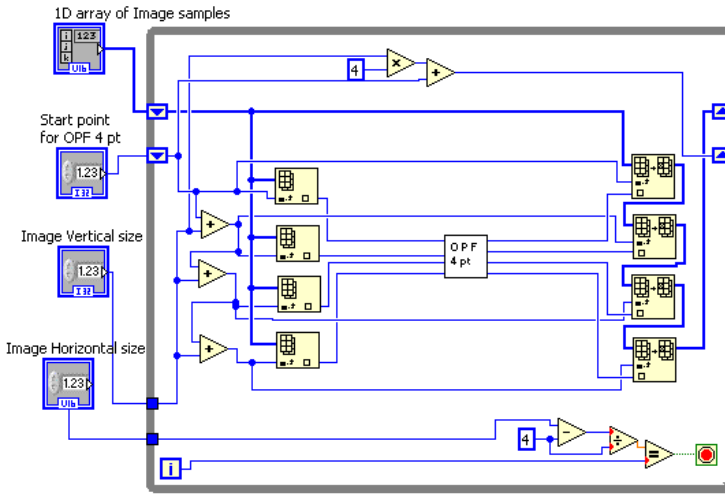 1D array of Image samples
i
j
k
123
U16
4
×
+
Start point
for OPF 4 pt
1.23
I32
+
Image Vertical size
1.23
I32
OPF
4 pt
+
+
Image Horizontal size
1.23
U16
4
−
÷
=
i